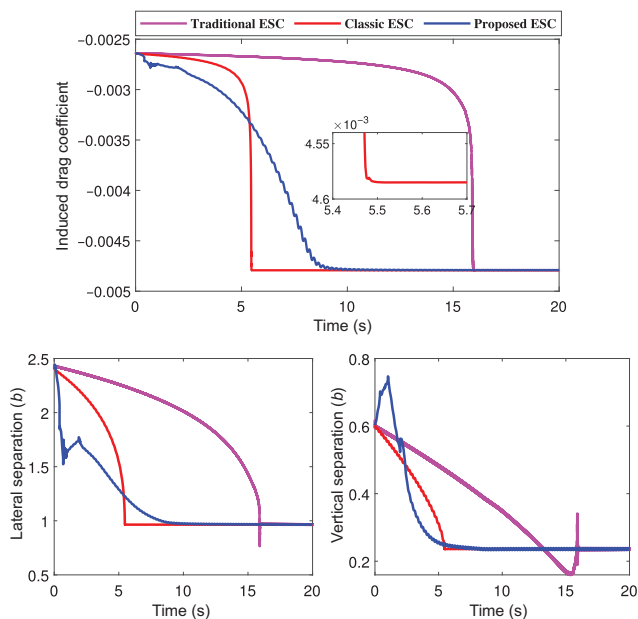 Traditional ESC Classic ESC Proposed ESC
Induced drag coefficient
−0.0025
−0.003
−0.0035
−0.004
−0.0045
−0.005
0 5 10 15 20
Time (s)
×10⁻³
4.55
4.6
5.4 5.5 5.6 5.7
Lateral separation (b)
2.5
2
1.5
1
0.5
0 5 10 15 20
Time (s)
Vertical separation (b)
0.8
0.6
0.4
0.2
0 5 10 15 20
Time (s)